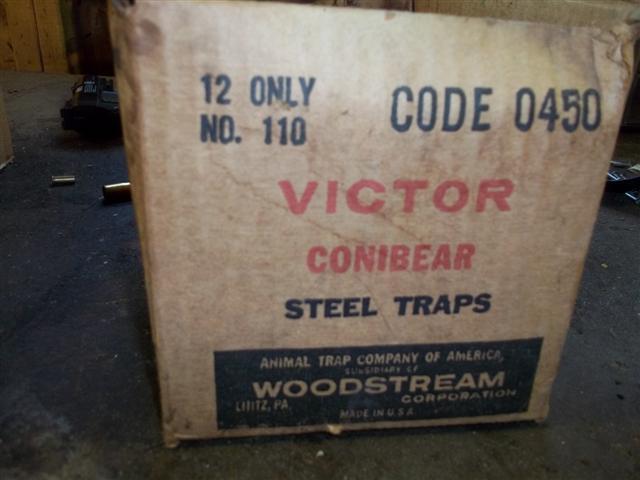 12 ONLY
NO. 110
CODE 0450
VICTOR
CONIBEAR
STEEL TRAPS
ANIMAL TRAP COMPANY OF AMERICA,
SUBSIDIARY OF
WOODSTREAM
CORPORATION
LITITZ, PA.
MADE IN U.S.A.